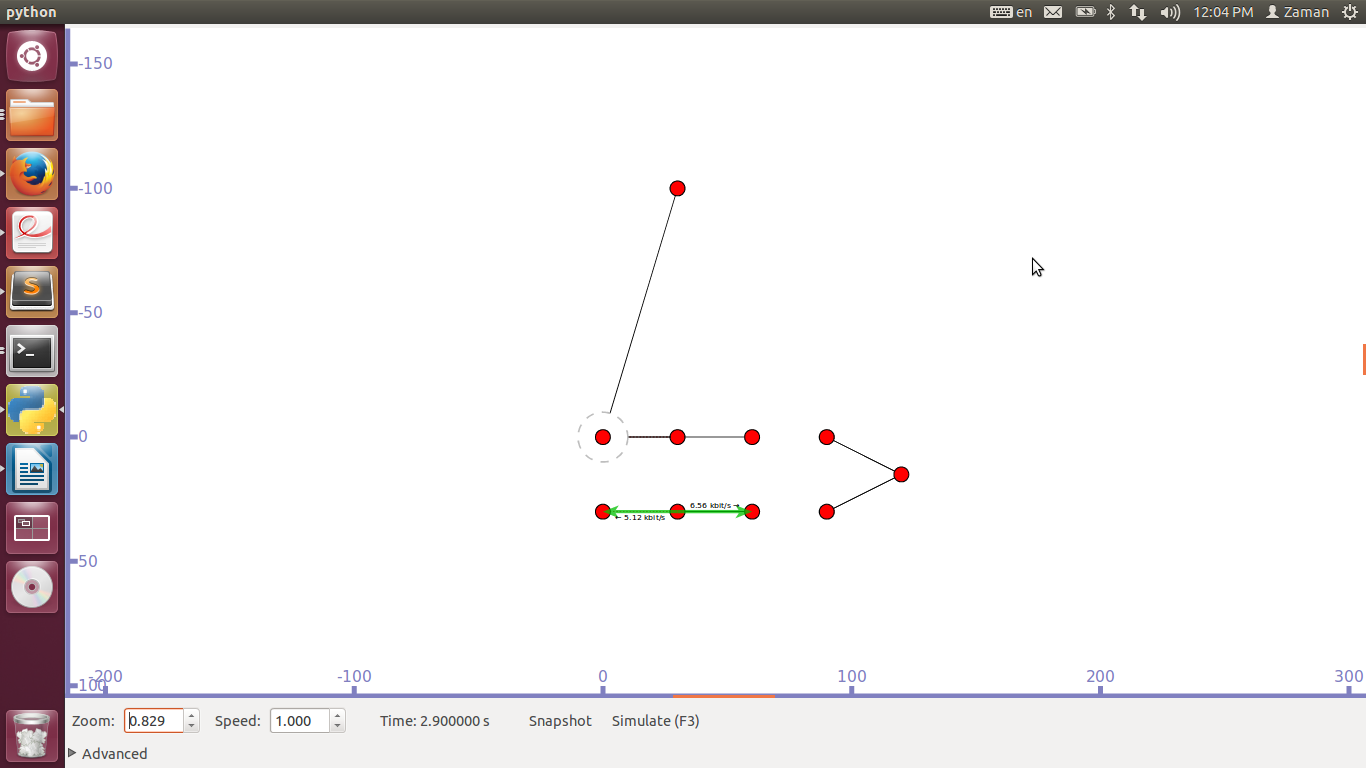 python
en
12:04 PM
Zaman
-150
-100
-50
0
6.56 kbit/s →
← 5.12 kbit/s
50
100
-200
-100
0
100
200
300
Zoom: 0.829 Speed: 1.000 Time: 2.900000 s Snapshot Simulate (F3)
Advanced